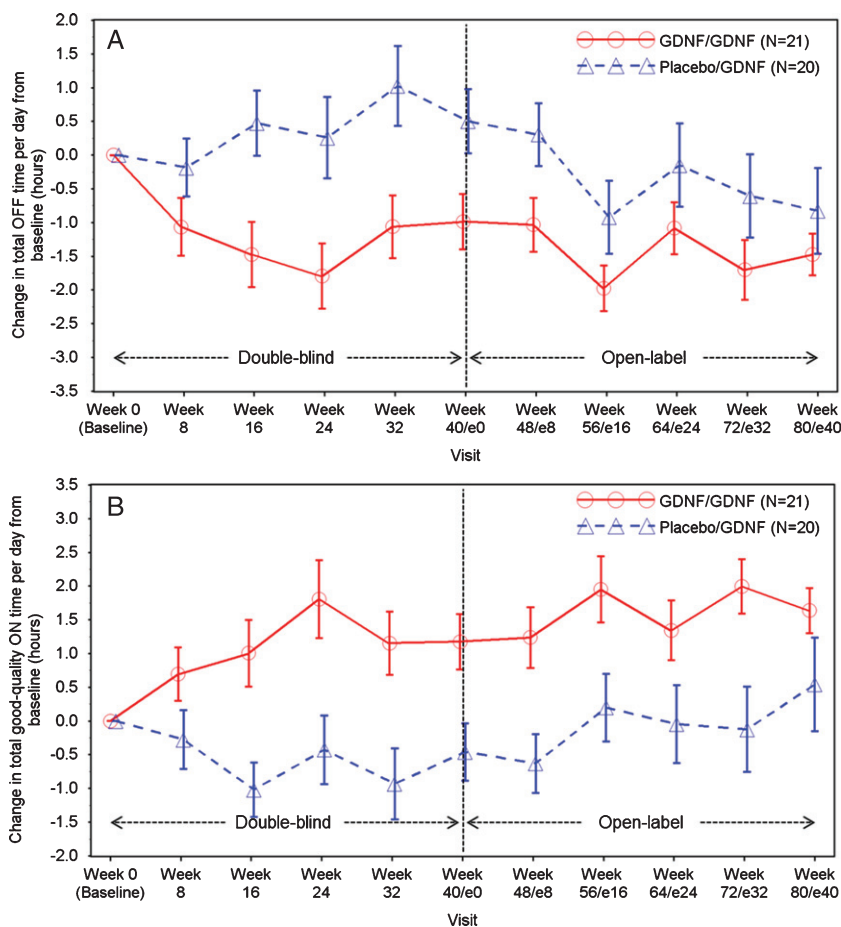 A
GDNF/GDNF (N=21)
Placebo/GDNF (N=20)
Change in total OFF time per day from
baseline (hours)
2.0
1.5
1.0
0.5
0.0
-0.5
-1.0
-1.5
-2.0
-2.5
-3.0
-3.5
Double-blind
Open-label
Week 0 Week Week Week Week Week Week Week Week Week Week
(Baseline) 8 16 24 32 40/e0 48/e8 56/e16 64/e24 72/e32 80/e40
Visit
B
GDNF/GDNF (N=21)
Placebo/GDNF (N=20)
Change in total good-quality ON time per day from
baseline (hours)
3.5
3.0
2.5
2.0
1.5
1.0
0.5
0.0
-0.5
-1.0
-1.5
-2.0
Double-blind
Open-label
Week 0 Week Week Week Week Week Week Week Week Week Week
(Baseline) 8 16 24 32 40/e0 48/e8 56/e16 64/e24 72/e32 80/e40
Visit